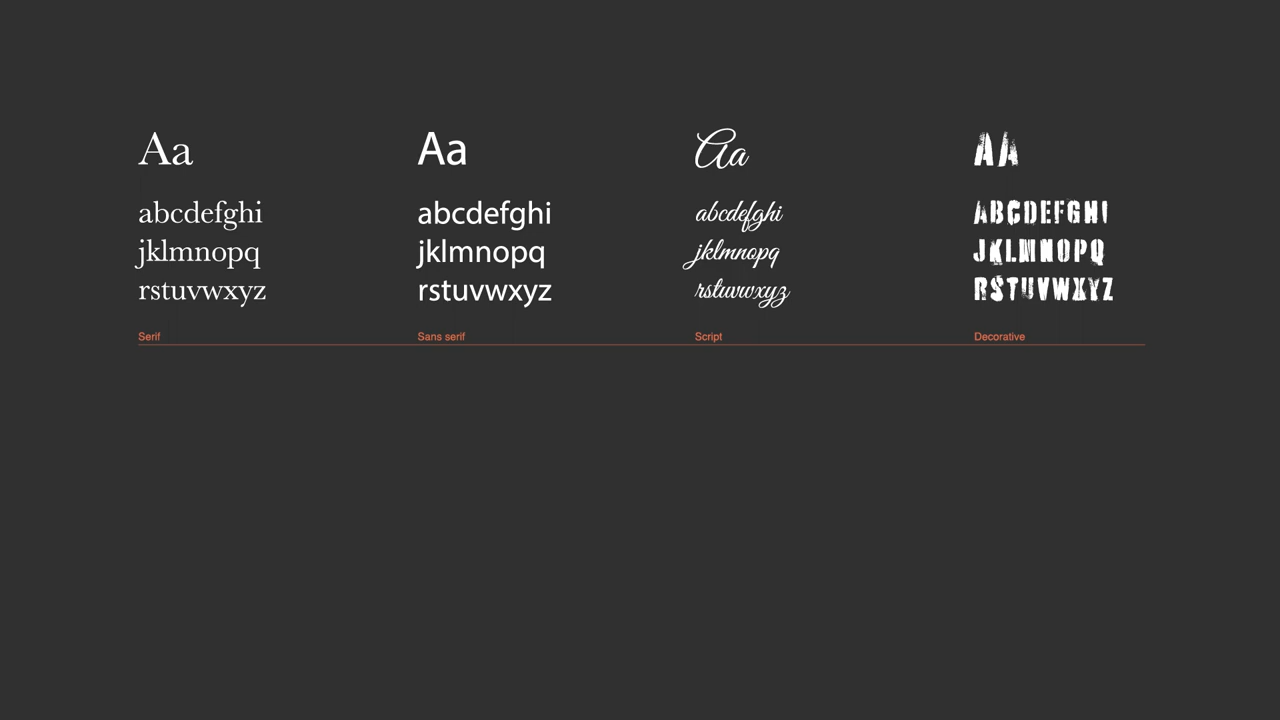 Aa
abcdefghi
jklmnopq
rstuvwxyz
Serif
Aa
abcdefghi
jklmnopq
rstuvwxyz
Sans serif
Aa
abcdefghi
jklmnopq
rstuvwxyz
Script
AA
ABCDEFGHI
JKLMNOPQ
RSTUVWXYZ
Decorative